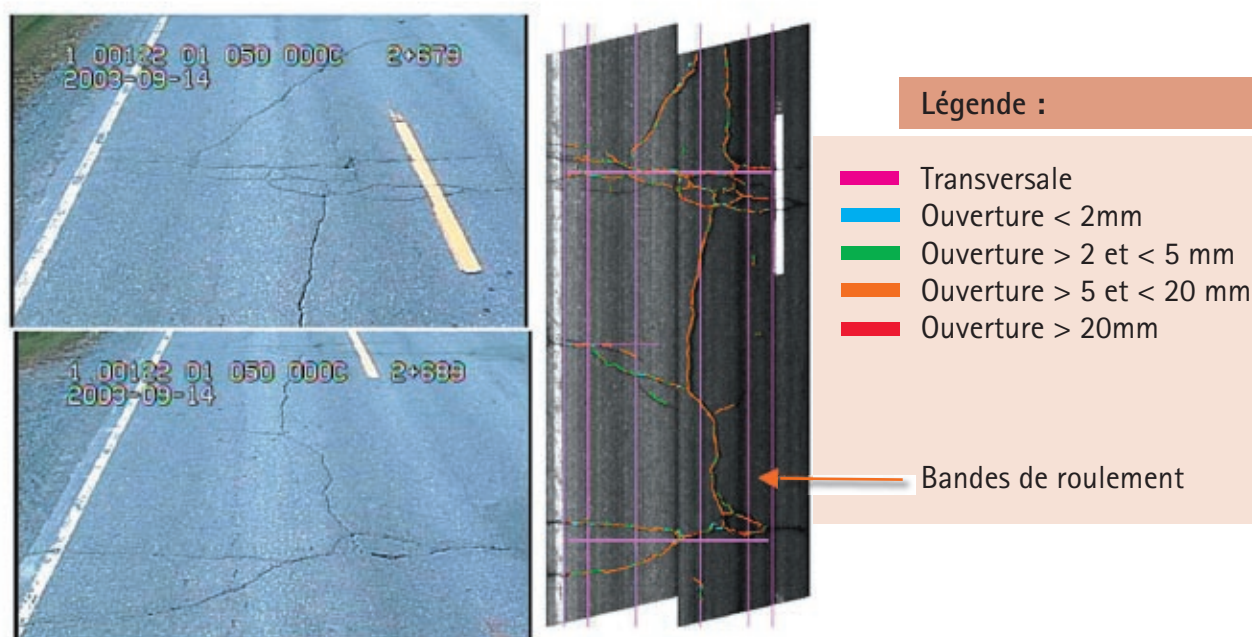 1 00122 01 050 000C 2+679
2003-09-14
1 00122 01 050 000C 2+689
2003-09-14
Légende :
Transversale
Ouverture < 2mm
Ouverture > 2 et < 5 mm
Ouverture > 5 et < 20 mm
Ouverture > 20mm
Bandes de roulement